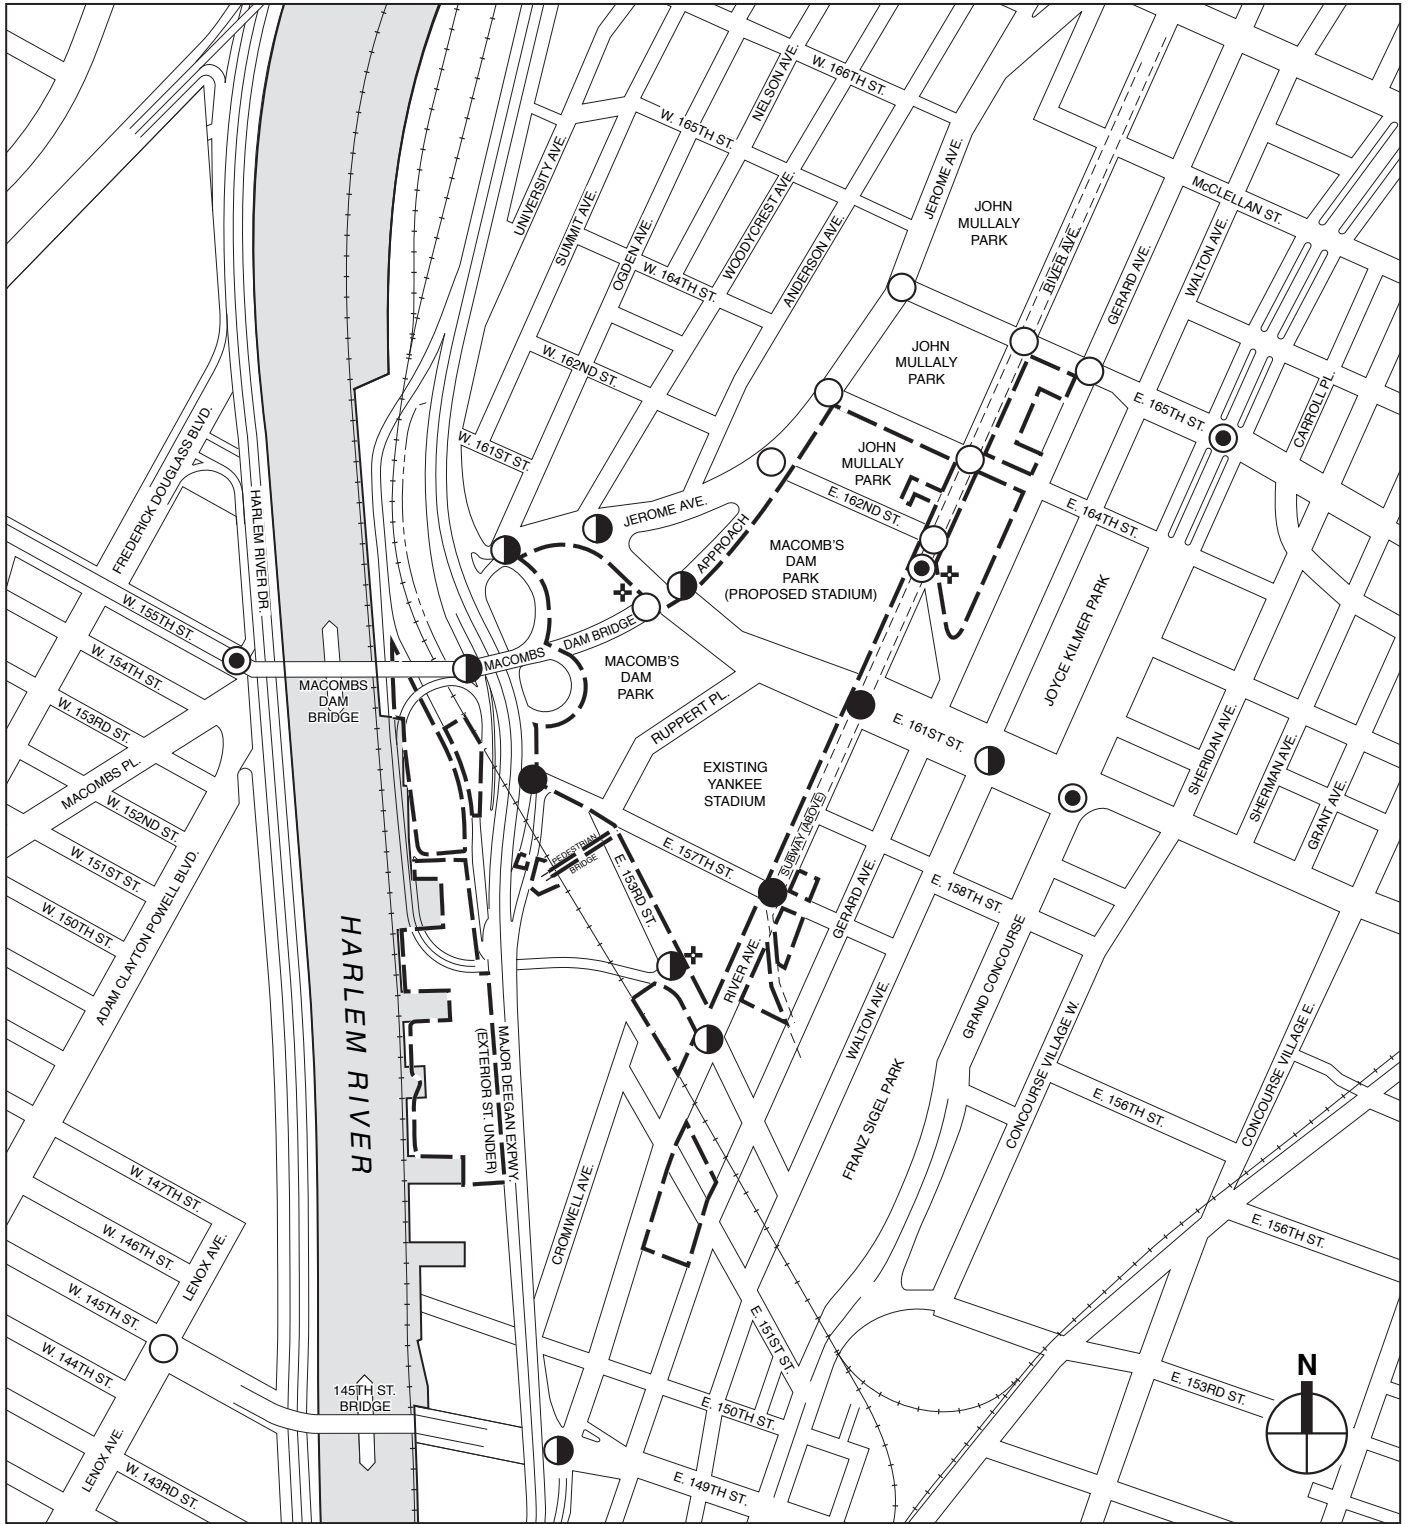 W. 166TH ST.
NELSON AVE.
W. 165TH ST.
UNIVERSITY AVE.
SUMMIT AVE.
OGDEN AVE.
WOODYCREST AVE.
ANDERSON AVE.
JEROME AVE.
JOHN
MULLALY
PARK
RIVER AVE.
GERARD AVE.
WALTON AVE.
McCLELLAN ST.
W. 164TH ST.
W. 162ND ST.
JOHN
MULLALY
PARK
E. 165TH ST.
CARROLL PL.
FREDERICK DOUGLASS BLVD.
HARLEM RIVER DR.
W. 161ST ST.
JOHN
MULLALY
PARK
E. 162ND ST.
E. 164TH ST.
JEROME AVE.
APPROACH
MACOMB'S
DAM
PARK
(PROPOSED STADIUM)
JOYCE KILMER PARK
W. 155TH ST.
W. 154TH ST.
W. 153RD ST.
MACOMBS PL.
W. 152ND ST.
W. 151ST ST.
W. 150TH ST.
ADAM CLAYTON POWELL BLVD.
MACOMBS
DAM
BRIDGE
MACOMBS
DAM BRIDGE
MACOMB'S
DAM
PARK
RUPPERT PL.
E. 161ST ST.
EXISTING
YANKEE
STADIUM
SUBWAY (ABOVE)
SHERIDAN AVE.
SHERMAN AVE.
GRANT AVE.
PEDESTRIAN
BRIDGE
E. 153RD ST.
E. 157TH ST.
GERARD AVE.
E. 158TH ST.
RIVER AVE.
GRAND CONCOURSE
WALTON AVE.
HARLEM RIVER
MAJOR DEEGAN EXPWY.
(EXTERIOR ST. UNDER)
FRANZ SIGEL PARK
CONCOURSE VILLAGE W.
CONCOURSE VILLAGE E.
E. 156TH ST.
W. 147TH ST.
W. 146TH ST.
LENOX AVE.
W. 145TH ST.
W. 144TH ST.
CROMWELL AVE.
E. 156TH ST.
E. 151ST ST.
145TH ST.
BRIDGE
E. 150TH ST.
E. 153RD ST.
N
LENOX AVE.
W. 143RD ST.
E. 149TH ST.